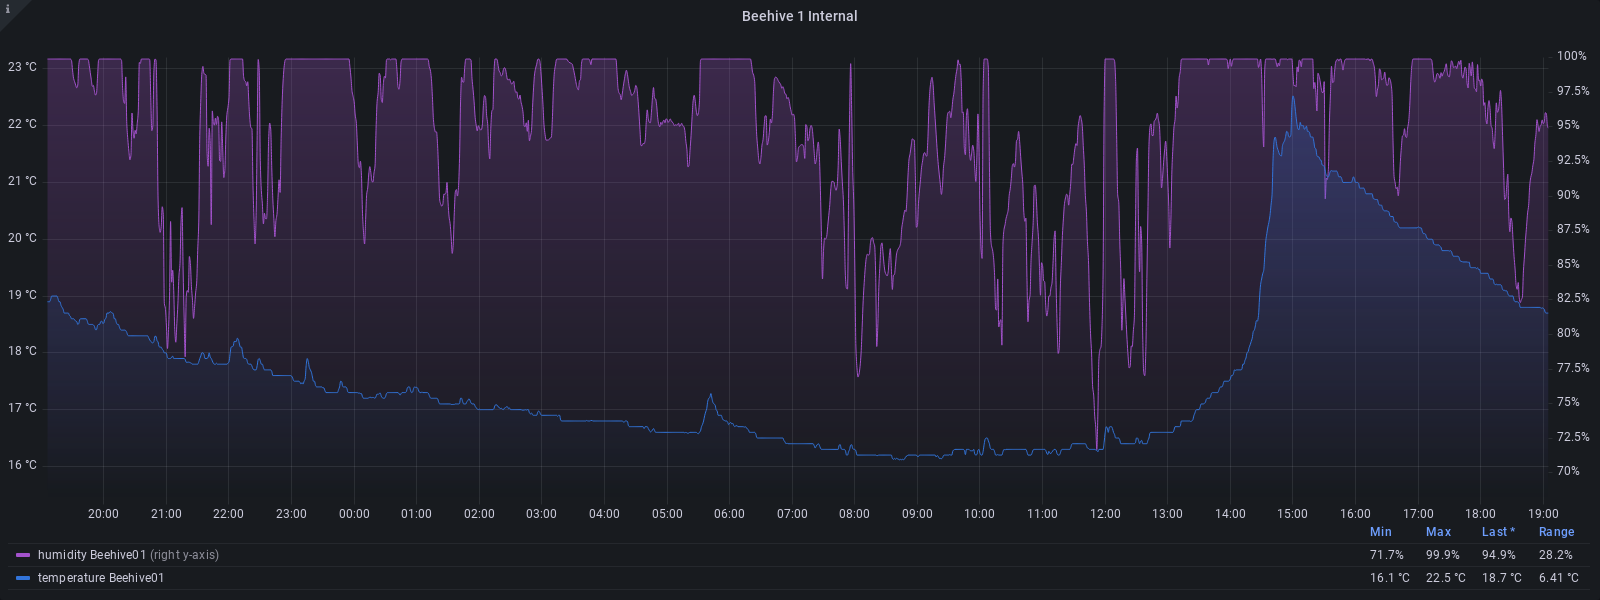 i
Beehive 1 Internal
23 °C
22 °C
21 °C
20 °C
19 °C
18 °C
17 °C
16 °C
100%
97.5%
95%
92.5%
90%
87.5%
85%
82.5%
80%
77.5%
75%
72.5%
70%
20:00 21:00 22:00 23:00 00:00 01:00 02:00 03:00 04:00 05:00 06:00 07:00 08:00 09:00 10:00 11:00 12:00 13:00 14:00 15:00 16:00 17:00 18:00 19:00
Min Max Last * Range
humidity Beehive01 (right y-axis) 71.7% 99.9% 94.9% 28.2%
temperature Beehive01 16.1 °C 22.5 °C 18.7 °C 6.41 °C